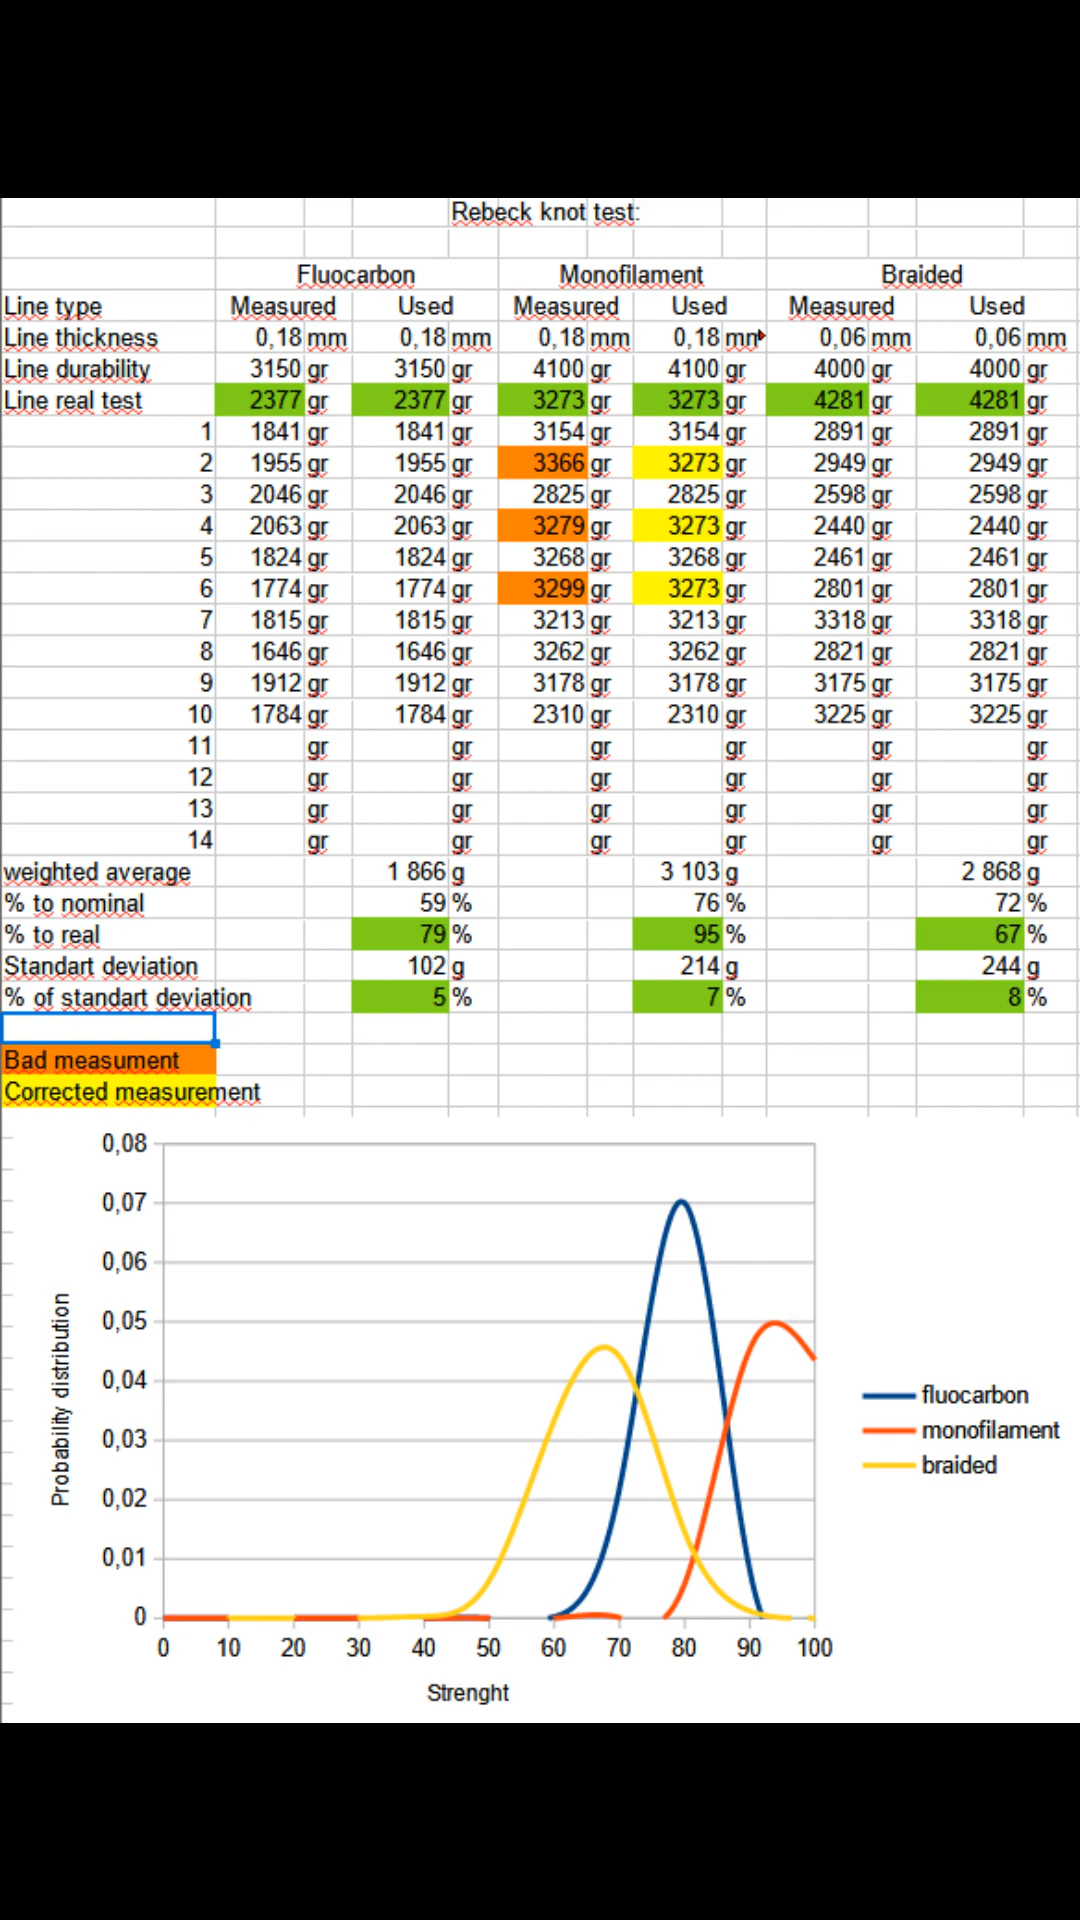 Rebeck knot test:
Fluocarbon Monofilament Braided
Line type Measured Used Measured Used Measured Used
Line thickness 0,18 mm 0,18 mm 0,18 mm 0,18 mm 0,06 mm 0,06 mm
Line durability 3150 gr 3150 gr 4100 gr 4100 gr 4000 gr 4000 gr
Line real test 2377 gr 2377 gr 3273 gr 3273 gr 4281 gr 4281 gr
1 1841 gr 1841 gr 3154 gr 3154 gr 2891 gr 2891 gr
2 1955 gr 1955 gr 3366 gr 3273 gr 2949 gr 2949 gr
3 2046 gr 2046 gr 2825 gr 2825 gr 2598 gr 2598 gr
4 2063 gr 2063 gr 3279 gr 3273 gr 2440 gr 2440 gr
5 1824 gr 1824 gr 3268 gr 3268 gr 2461 gr 2461 gr
6 1774 gr 1774 gr 3299 gr 3273 gr 2801 gr 2801 gr
7 1815 gr 1815 gr 3213 gr 3213 gr 3318 gr 3318 gr
8 1646 gr 1646 gr 3262 gr 3262 gr 2821 gr 2821 gr
9 1912 gr 1912 gr 3178 gr 3178 gr 3175 gr 3175 gr
10 1784 gr 1784 gr 2310 gr 2310 gr 3225 gr 3225 gr
11 gr gr gr gr gr gr
12 gr gr gr gr gr gr
13 gr gr gr gr gr gr
14 gr gr gr gr gr gr
weighted average 1 866 g 3 103 g 2 868 g
% to nominal 59 % 76 % 72 %
% to real 79 % 95 % 67 %
Standart deviation 102 g 214 g 244 g
% of standart deviation 5 % 7 % 8 %
Bad measument
Corrected measurement
0,08
0,07
0,06
0,05
0,04
0,03
0,02
0,01
0
Probability distribution
0 10 20 30 40 50 60 70 80 90 100
Strenght
fluocarbon
monofilament
braided